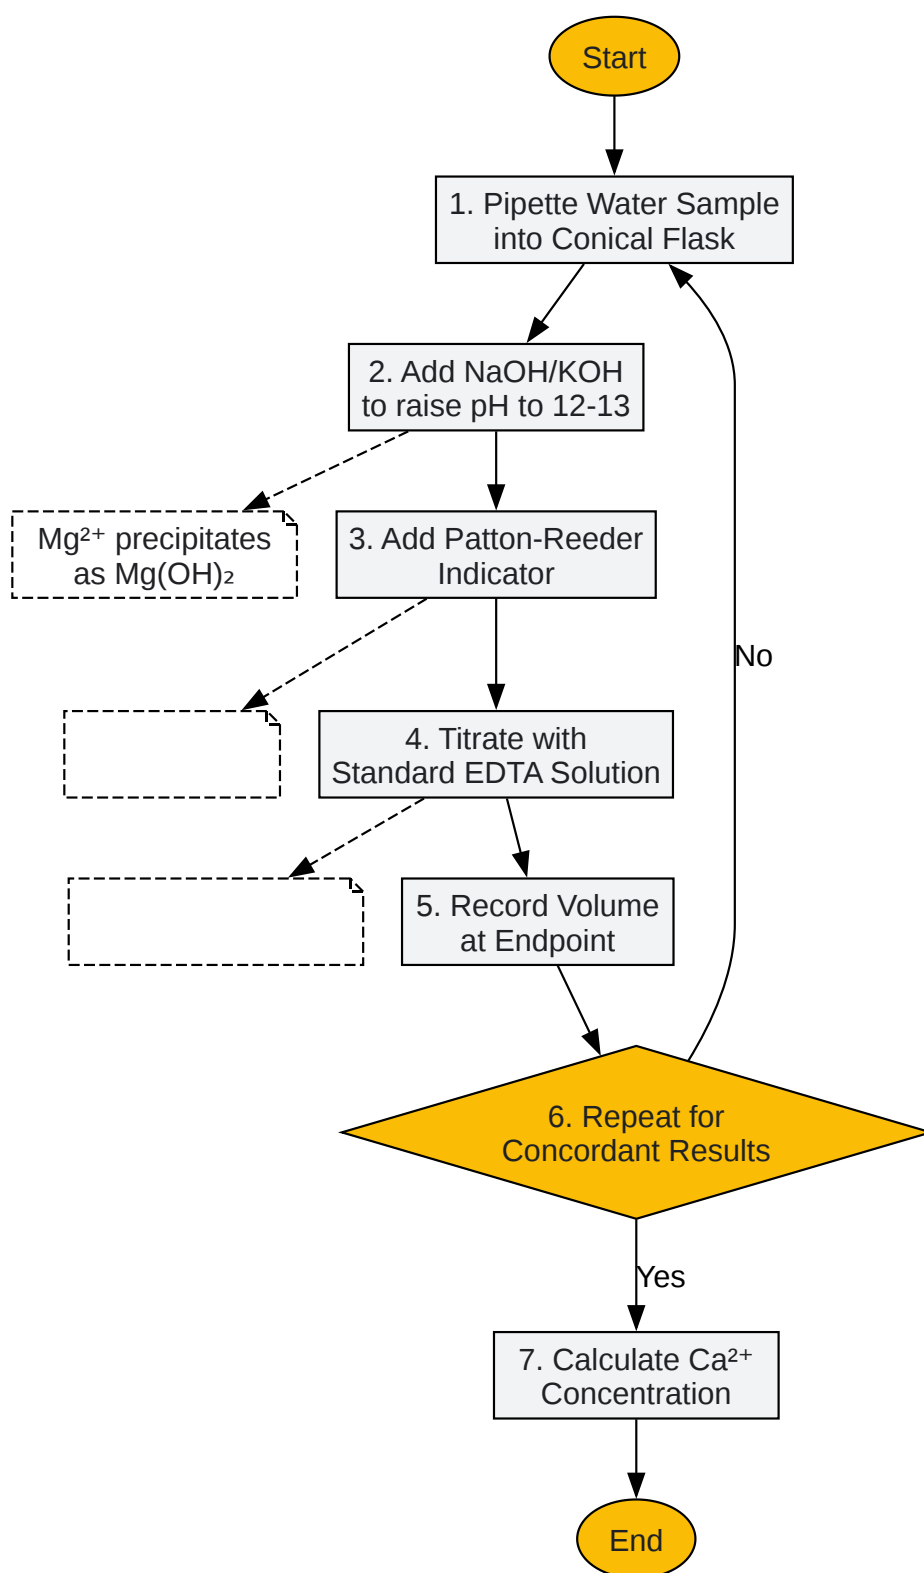 Start
1. Pipette Water Sample
into Conical Flask
2. Add NaOH/KOH
to raise pH to 12-13
Mg²⁺ precipitates
as Mg(OH)₂
3. Add Patton-Reeder
Indicator
No
4. Titrate with
Standard EDTA Solution
5. Record Volume
at Endpoint
6. Repeat for
Concordant Results
Yes
7. Calculate Ca²⁺
Concentration
End